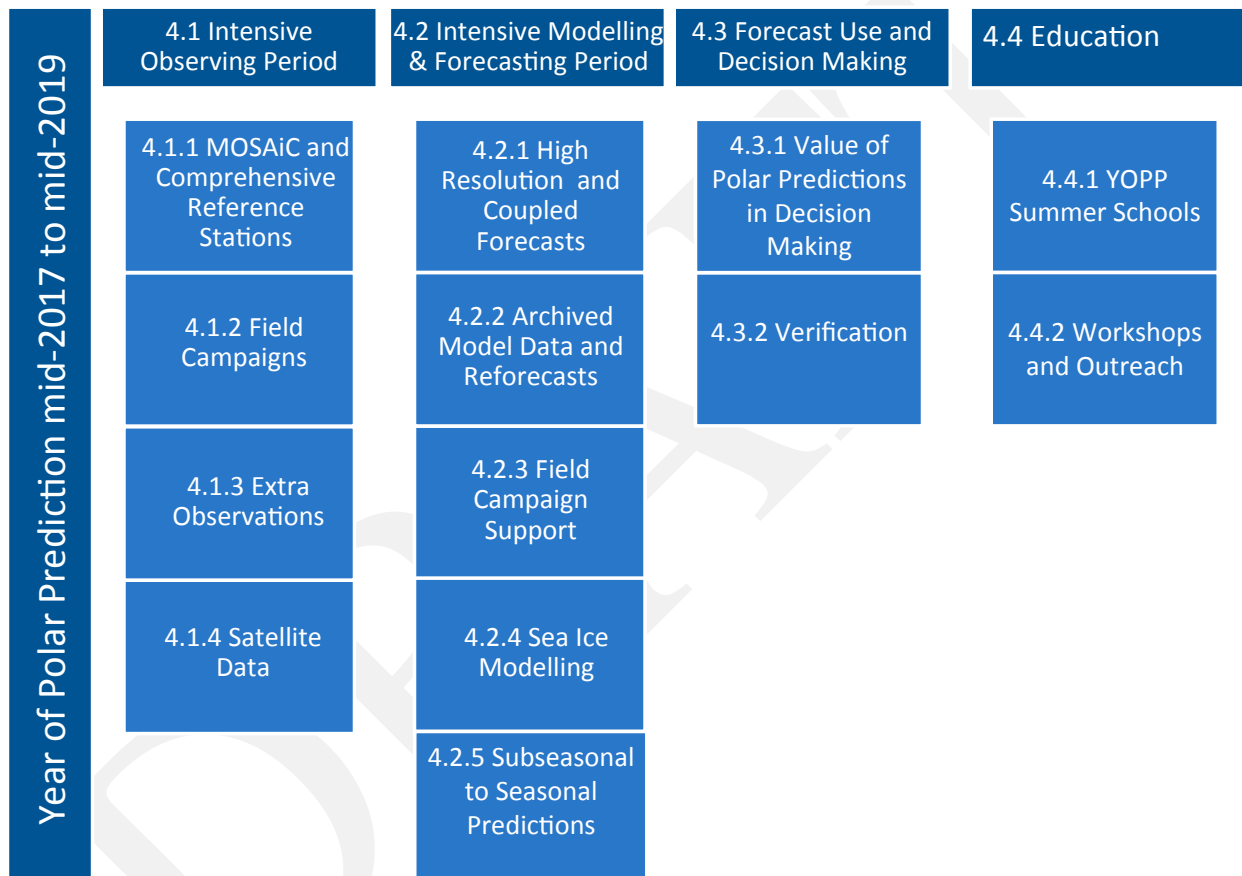 Year of Polar Prediction mid-2017 to mid-2019
4.1 Intensive
Observing Period
4.1.1 MOSAiC and
Comprehensive
Reference
Stations
4.1.2 Field
Campaigns
4.1.3 Extra
Observations
4.1.4 Satellite
Data
4.2 Intensive Modelling
& Forecasting Period
4.2.1 High
Resolution and
Coupled
Forecasts
4.2.2 Archived
Model Data and
Reforecasts
4.2.3 Field
Campaign
Support
4.2.4 Sea Ice
Modelling
4.2.5 Subseasonal
to Seasonal
Predictions
4.3 Forecast Use and
Decision Making
4.3.1 Value of
Polar Predictions
in Decision
Making
4.3.2 Verification
4.4 Education
4.4.1 YOPP
Summer Schools
4.4.2 Workshops
and Outreach
DRAFT